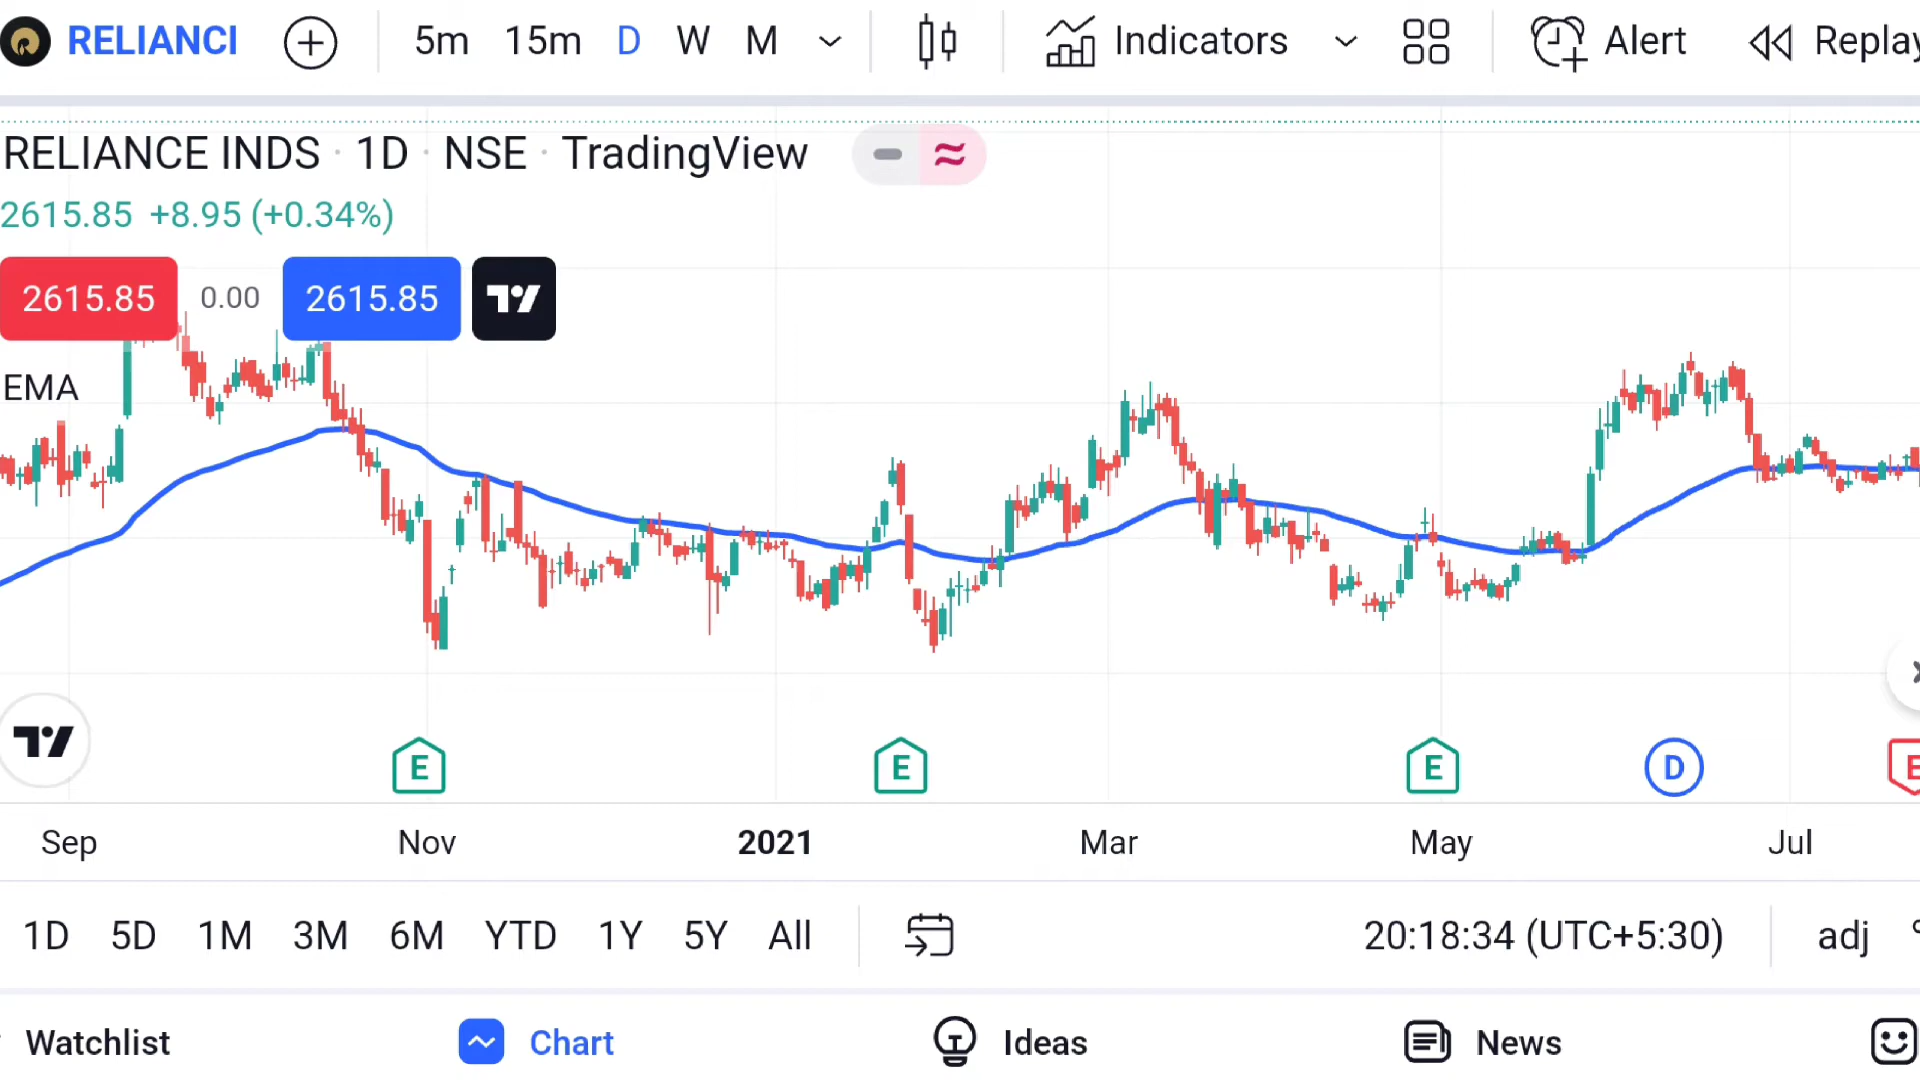 RELIANCI 5m 15m D W M Indicators Alert Replay
RELIANCE INDS · 1D · NSE · TradingView
2615.85 +8.95 (+0.34%)
2615.85 0.00 2615.85
EMA
E E E D E
Sep Nov 2021 Mar May Jul
1D 5D 1M 3M 6M YTD 1Y 5Y All 20:18:34 (UTC+5:30) adj
Watchlist Chart Ideas News